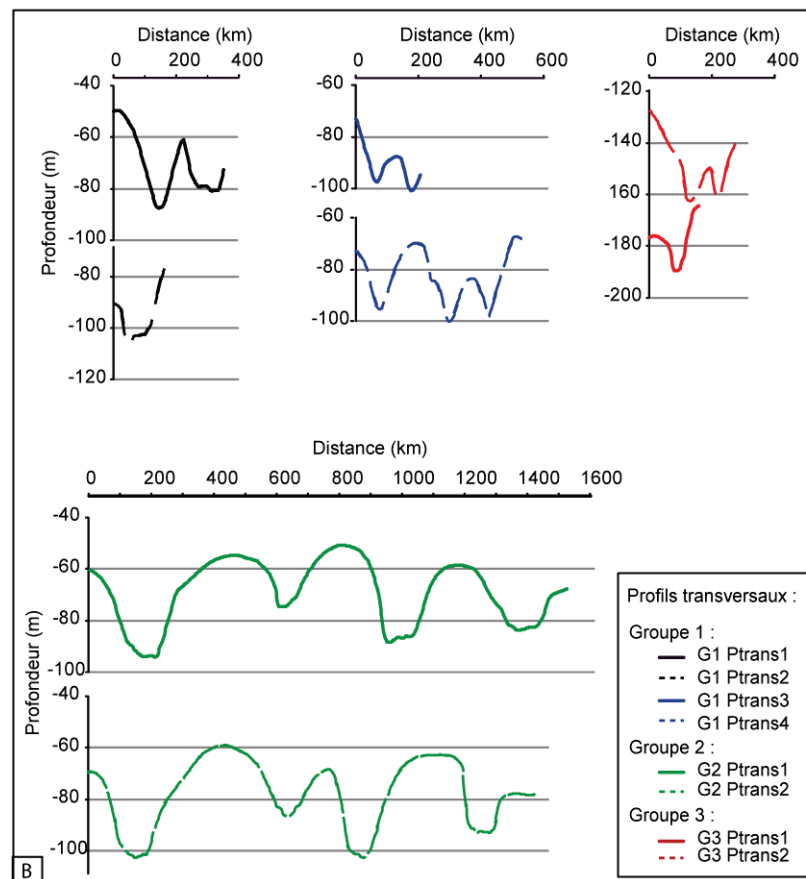 Distance (km)
0 200 400
Distance (km)
0 200 400 600
Distance (km)
0 200 400
Profondeur (m)
-40
-60
-80
-100
-80
-100
-120
-60
-80
-100
-60
-80
-100
-120
-140
-160
-180
-200
Distance (km)
0 200 400 600 800 1000 1200 1400 1600
Profondeur (m)
-40
-60
-80
-100
-40
-60
-80
-100
Profils transversaux :
Groupe 1 :
G1 Ptrans1
G1 Ptrans2
G1 Ptrans3
G1 Ptrans4
Groupe 2 :
G2 Ptrans1
G2 Ptrans2
Groupe 3 :
G3 Ptrans1
G3 Ptrans2
B